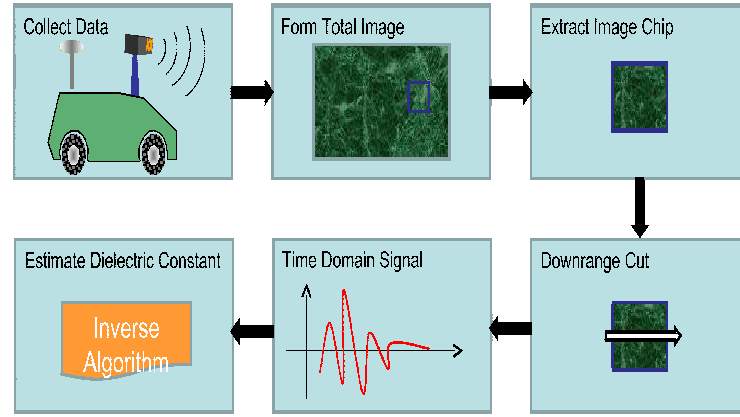 Collect Data
Form Total Image
Extract Image Chip
Downrange Cut
Time Domain Signal
Estimate Dielectric Constant
Inverse
Algorithm